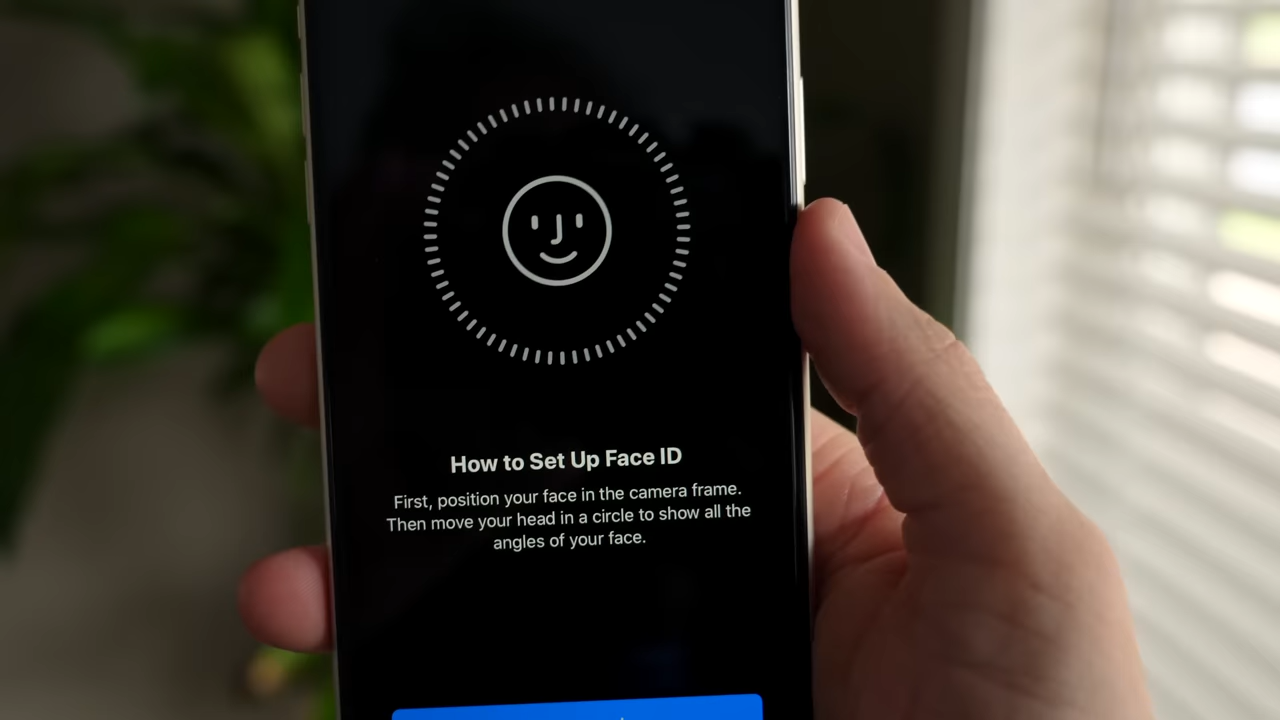 How to Set Up Face ID
First, position your face in the camera frame.
Then move your head in a circle to show all the
angles of your face.